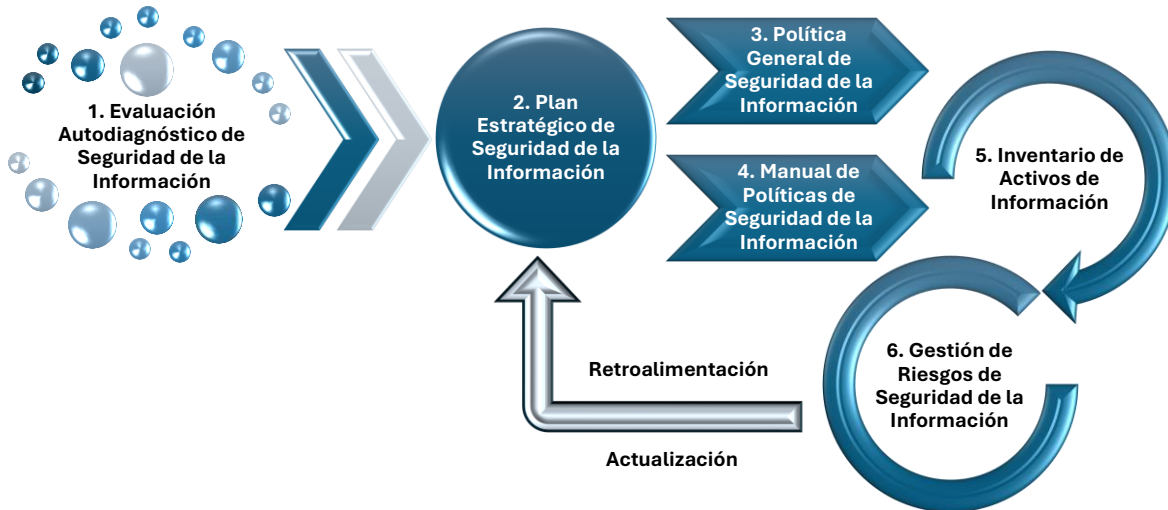 1. Evaluación
Autodiagnóstico de
Seguridad de la
Información
2. Plan
Estratégico de
Seguridad de la
Información
3. Política
General de
Seguridad de la
Información
4. Manual de
Políticas de
Seguridad de la
Información
5. Inventario de
Activos de
Información
6. Gestión de
Riesgos de
Seguridad de la
Información
Retroalimentación
Actualización